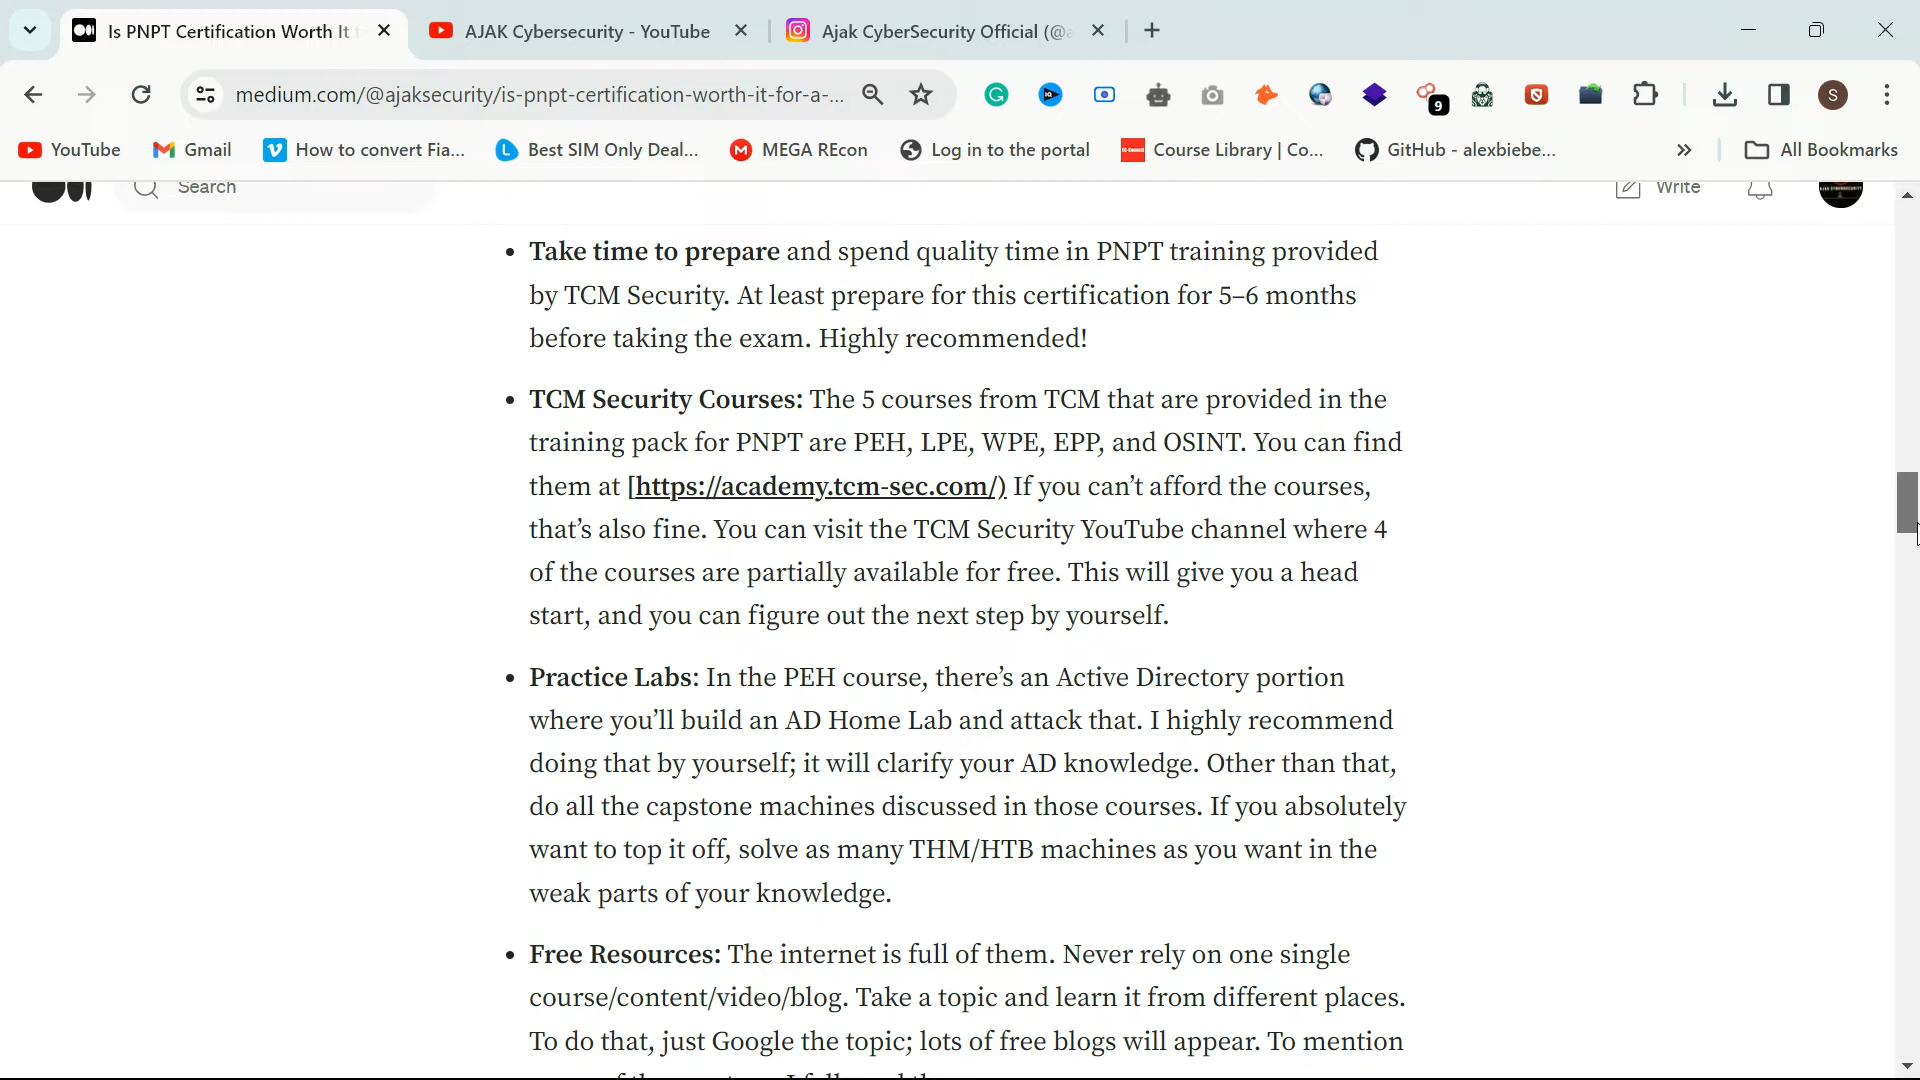 Is PNPT Certification Worth It f
AJAK Cybersecurity - YouTube
Ajak CyberSecurity Official (@a
medium.com/@ajaksecurity/is-pnpt-certification-worth-it-for-a-...
9
S
YouTube
Gmail
How to convert Fia...
Best SIM Only Deal...
MEGA REcon
Log in to the portal
Course Library | Co...
GitHub - alexbiebe...
»
All Bookmarks
Search
Write
• Take time to prepare and spend quality time in PNPT training provided
by TCM Security. At least prepare for this certification for 5–6 months
before taking the exam. Highly recommended!
• TCM Security Courses: The 5 courses from TCM that are provided in the
training pack for PNPT are PEH, LPE, WPE, EPP, and OSINT. You can find
them at [https://academy.tcm-sec.com/) If you can’t afford the courses,
that’s also fine. You can visit the TCM Security YouTube channel where 4
of the courses are partially available for free. This will give you a head
start, and you can figure out the next step by yourself.
• Practice Labs: In the PEH course, there’s an Active Directory portion
where you’ll build an AD Home Lab and attack that. I highly recommend
doing that by yourself; it will clarify your AD knowledge. Other than that,
do all the capstone machines discussed in those courses. If you absolutely
want to top it off, solve as many THM/HTB machines as you want in the
weak parts of your knowledge.
• Free Resources: The internet is full of them. Never rely on one single
course/content/video/blog. Take a topic and learn it from different places.
To do that, just Google the topic; lots of free blogs will appear. To mention